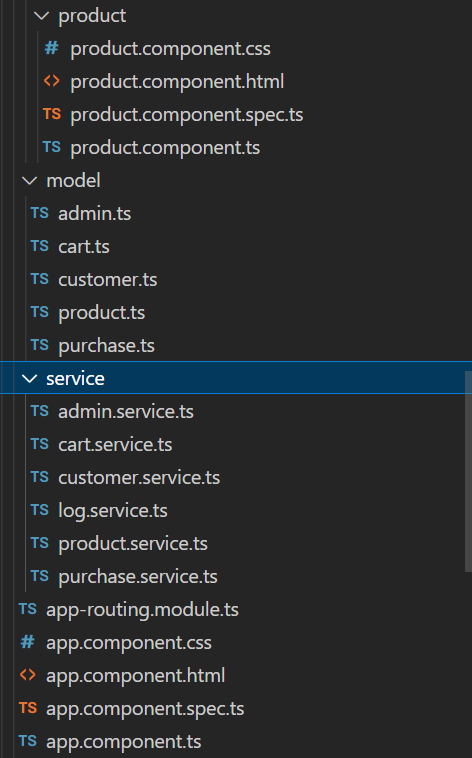 product
# product.component.css
<> product.component.html
TS product.component.spec.ts
TS product.component.ts
model
TS admin.ts
TS cart.ts
TS customer.ts
TS product.ts
TS purchase.ts
service
TS admin.service.ts
TS cart.service.ts
TS customer.service.ts
TS log.service.ts
TS product.service.ts
TS purchase.service.ts
TS app-routing.module.ts
# app.component.css
<> app.component.html
TS app.component.spec.ts
TS app.component.ts